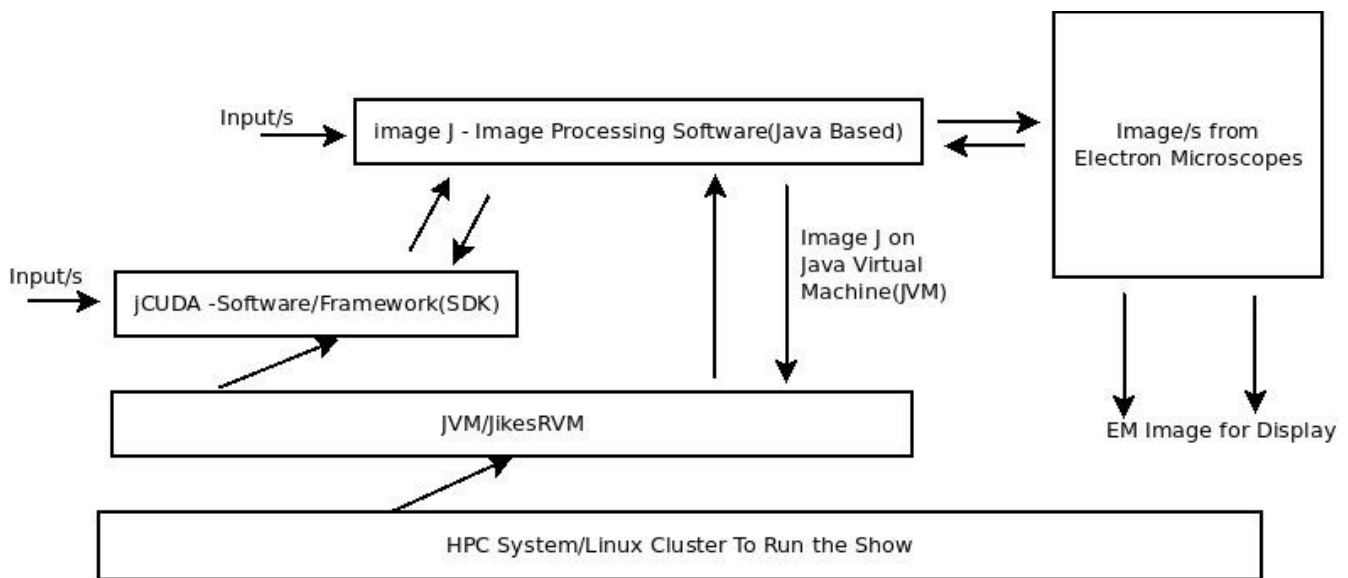 Input/s
image J - Image Processing Software(Java Based)
Image/s from
Electron Microscopes
Image J on
Java Virtual
Machine(JVM)
Input/s
jCUDA -Software/Framework(SDK)
JVM/JikesRVM
EM Image for Display
HPC System/Linux Cluster To Run the Show